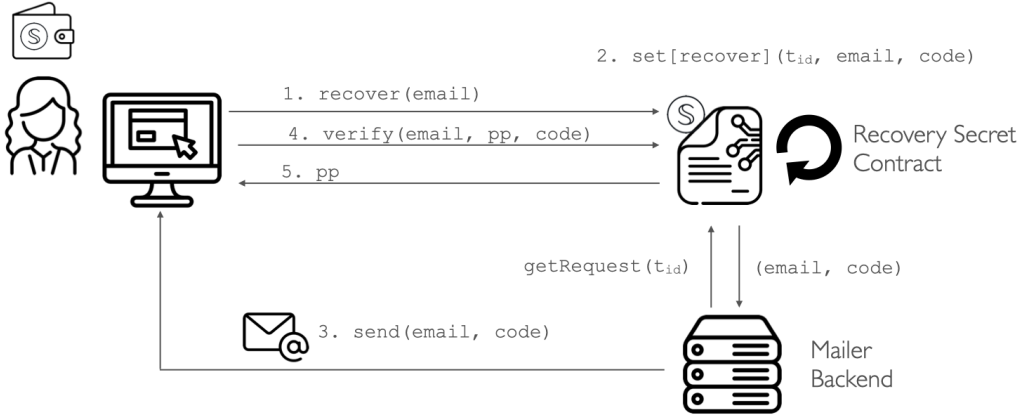 2. set[recover](tid, email, code)
1. recover(email)
4. verify(email, pp, code)
5. pp
Recovery Secret
Contract
getRequest(tid)
(email, code)
3. send(email, code)
@
Mailer
Backend